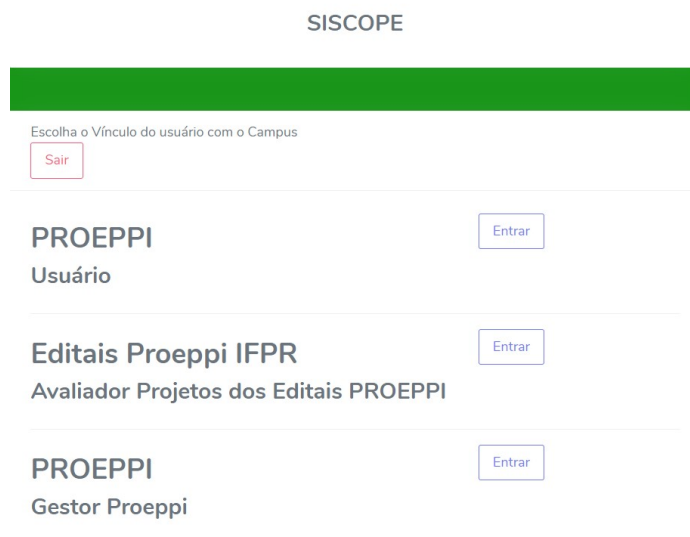 SISCOPE
Escolha o Vínculo do usuário com o Campus
Sair
PROEPPI
Entrar
Usuário
Editais Proeppi IFPR
Entrar
Avaliador Projetos dos Editais PROEPPI
PROEPPI
Entrar
Gestor Proeppi